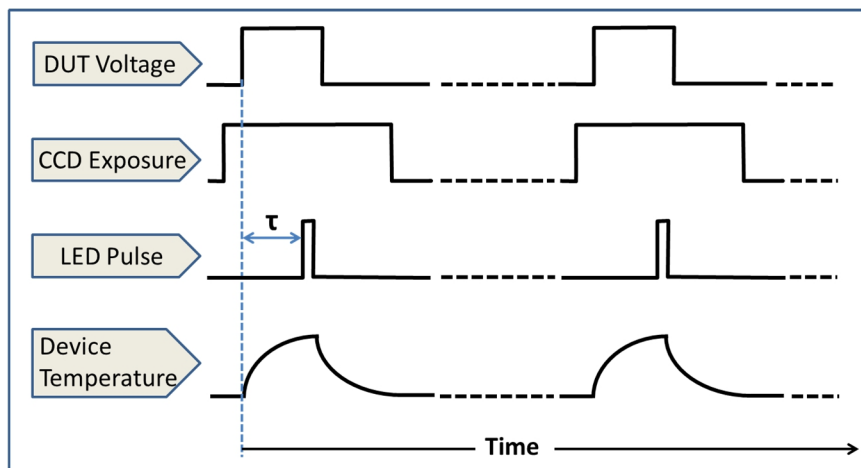 DUT Voltage
CCD Exposure
τ
LED Pulse
Device
Temperature
Time